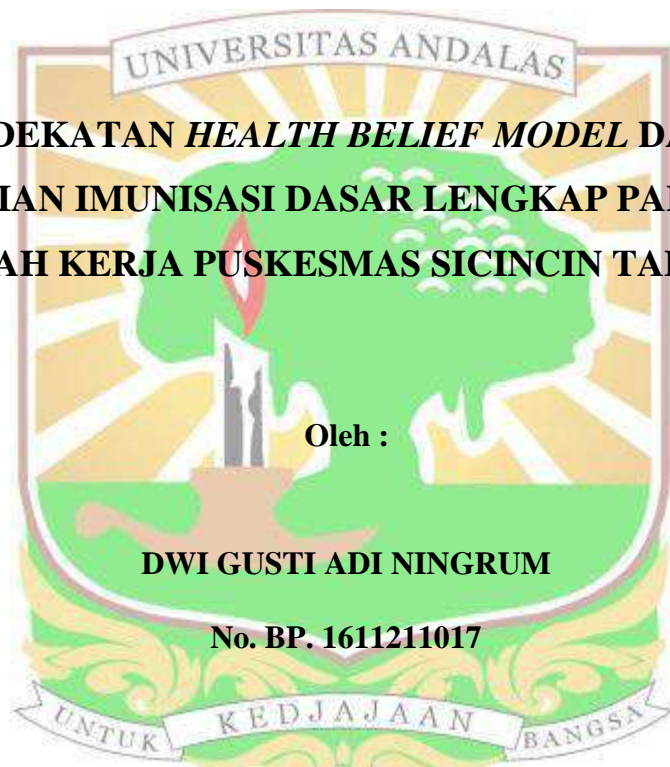 UNIVERSITAS ANDALAS
DEKATAN HEALTH BELIEF MODEL DA
IAN IMUNISASI DASAR LENGKAP PA
AH KERJA PUSKESMAS SICINCIN TA
Oleh :
DWI GUSTI ADI NINGRUM
No. BP. 1611211017
UNTUK KEDJAJAAN BANGSA